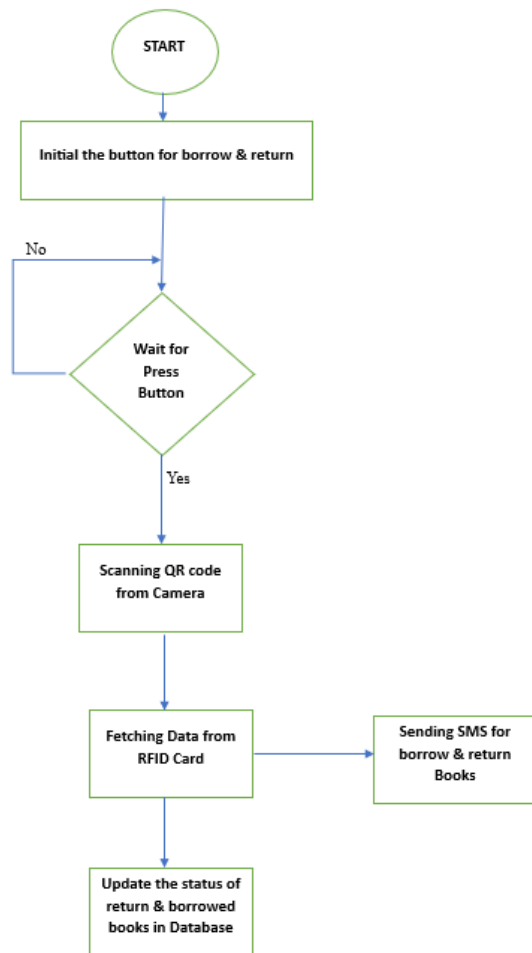 START
Initial the button for borrow & return
No
Wait for
Press
Button
Yes
Scanning QR code
from Camera
Fetching Data from
RFID Card
Sending SMS for
borrow & return
Books
Update the status of
return & borrowed
books in Database